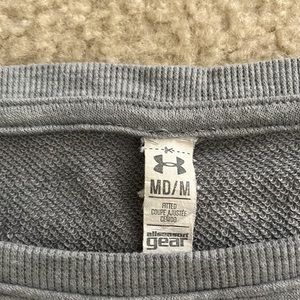 MD/M
FITTED
COUPE AJUSTÉE
CEÑIDO
allseason
gear